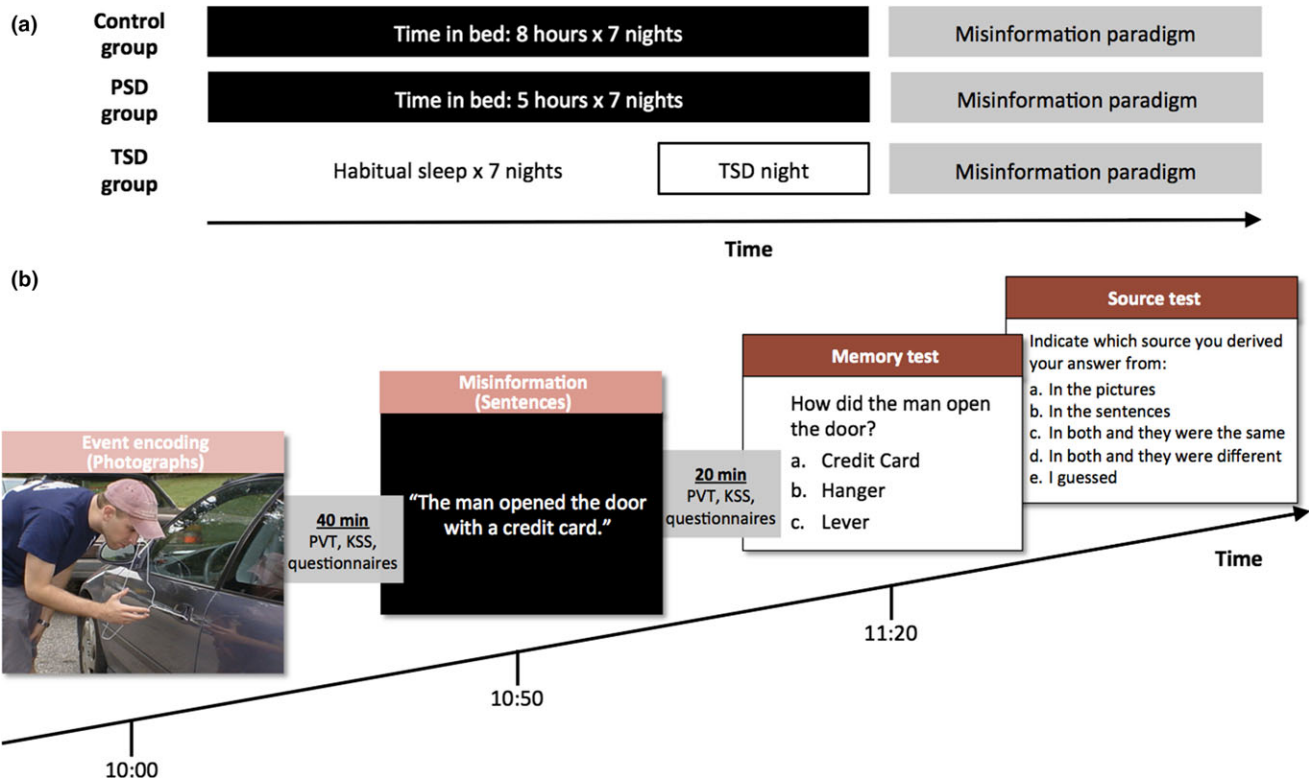 (a)
Control
group
Time in bed: 8 hours x 7 nights
Misinformation paradigm
PSD
group
Time in bed: 5 hours x 7 nights
Misinformation paradigm
TSD
group
Habitual sleep x 7 nights
TSD night
Misinformation paradigm
Time
(b)
Event encoding
(Photographs)
40 min
PVT, KSS,
questionnaires
Misinformation
(Sentences)
“The man opened the door
with a credit card.”
20 min
PVT, KSS,
questionnaires
Memory test
How did the man open
the door?
a. Credit Card
b. Hanger
c. Lever
Source test
Indicate which source you derived
your answer from:
a. In the pictures
b. In the sentences
c. In both and they were the same
d. In both and they were different
e. I guessed
Time
10:00
10:50
11:20